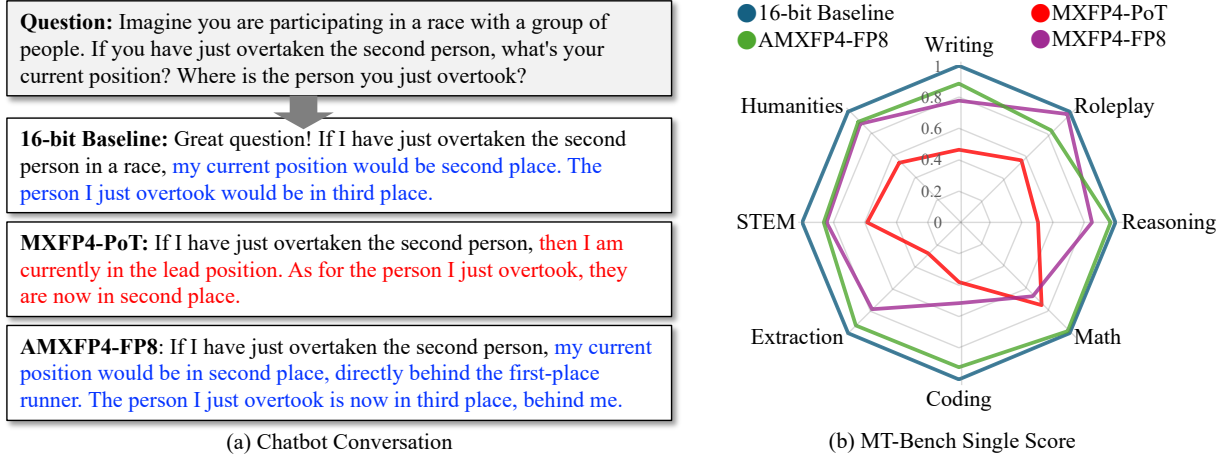 Question: Imagine you are participating in a race with a group of
people. If you have just overtaken the second person, what's your
current position? Where is the person you just overtook?
16-bit Baseline: Great question! If I have just overtaken the second
person in a race, my current position would be second place. The
person I just overtook would be in third place.
MXFP4-PoT: If I have just overtaken the second person, then I am
currently in the lead position. As for the person I just overtook, they
are now in second place.
AMXFP4-FP8: If I have just overtaken the second person, my current
position would be in second place, directly behind the first-place
runner. The person I just overtook is now in third place, behind me.
(a) Chatbot Conversation
16-bit Baseline
MXFP4-PoT
AMXFP4-FP8
MXFP4-FP8
Writing
1
Humanities
0.8
Roleplay
0.6
0.4
0.2
STEM
0
Reasoning
Extraction
Math
Coding
(b) MT-Bench Single Score